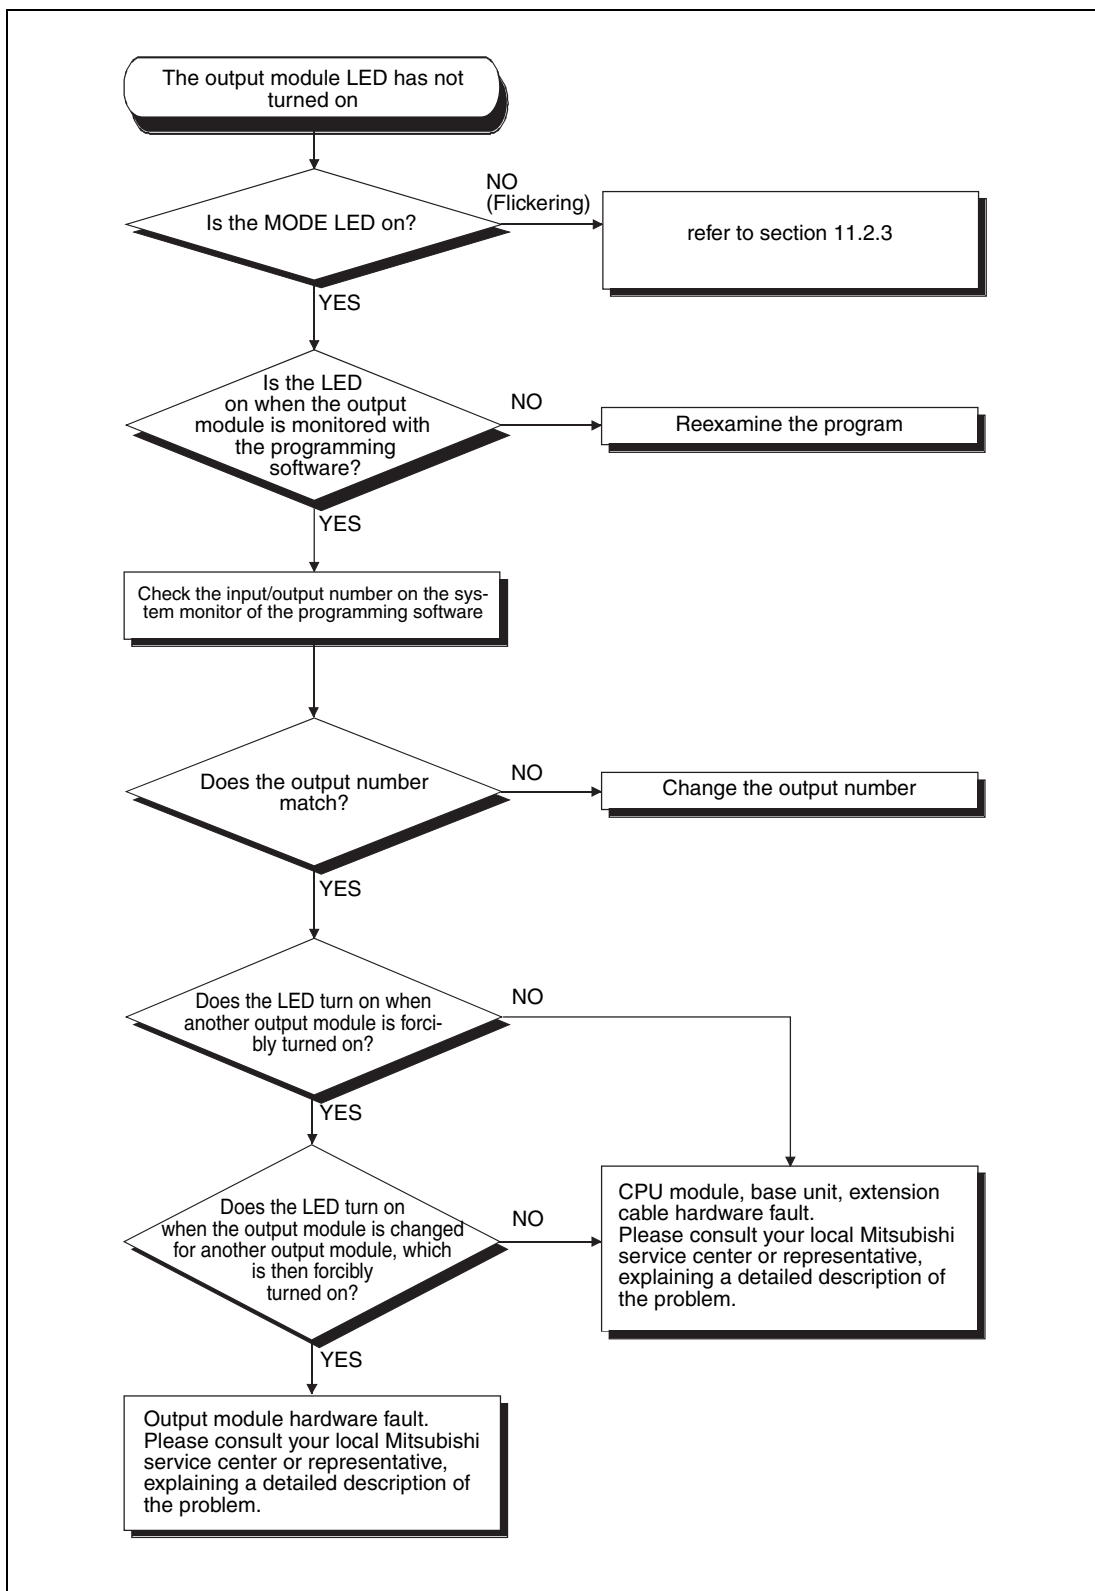 The output module LED has not
turned on
Is the MODE LED on?
NO
(Flickering)
refer to section 11.2.3
YES
Is the LED
on when the output
module is monitored with
the programming
software?
NO
Reexamine the program
YES
Check the input/output number on the sys-
tem monitor of the programming software
Does the output number
match?
NO
Change the output number
YES
Does the LED turn on when
another output module is forci-
bly turned on?
NO
YES
Does the LED turn on
when the output module is changed
for another output module, which
is then forcibly
turned on?
NO
CPU module, base unit, extension
cable hardware fault.
Please consult your local Mitsubishi
service center or representative,
explaining a detailed description of
the problem.
YES
Output module hardware fault.
Please consult your local Mitsubishi
service center or representative,
explaining a detailed description of
the problem.